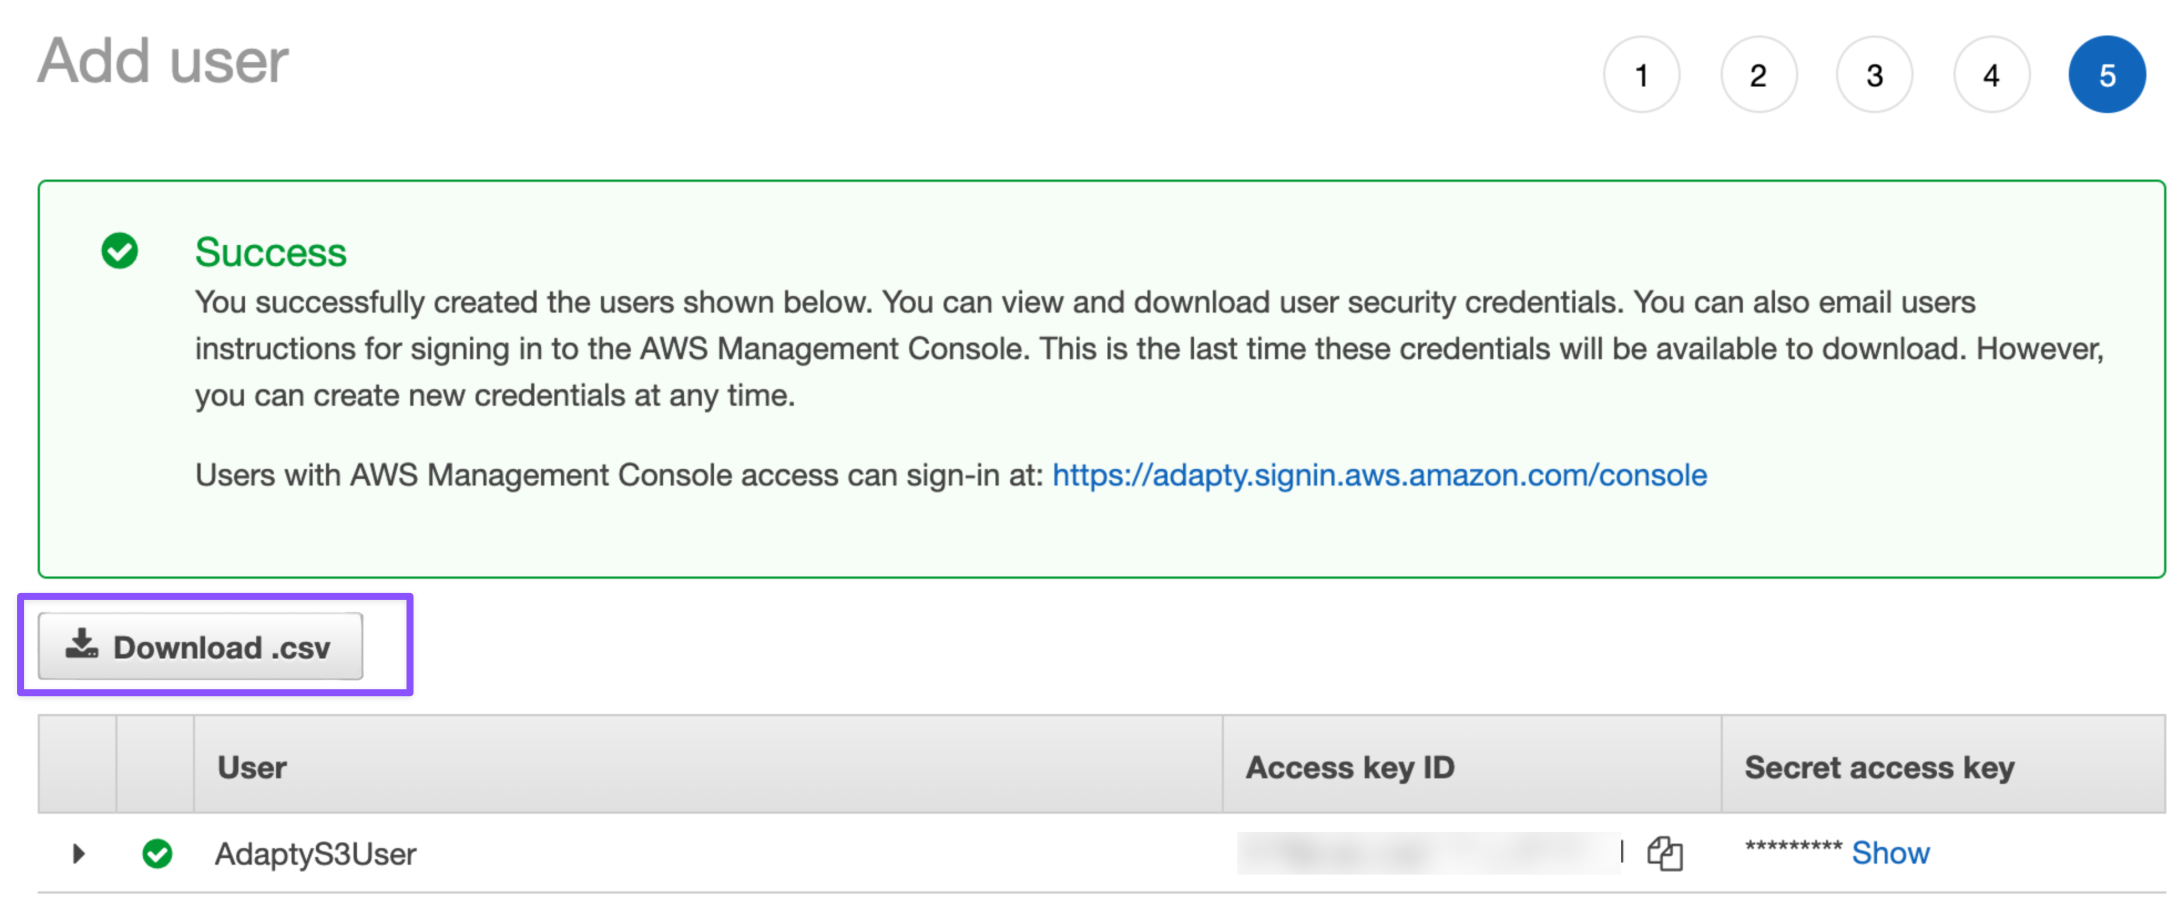 Add user
1 2 3 4 5
Success
You successfully created the users shown below. You can view and download user security credentials. You can also email users
instructions for signing in to the AWS Management Console. This is the last time these credentials will be available to download. However,
you can create new credentials at any time.
Users with AWS Management Console access can sign-in at: https://adapty.signin.aws.amazon.com/console
Download .csv
User Access key ID Secret access key
AdaptyS3User ********* Show